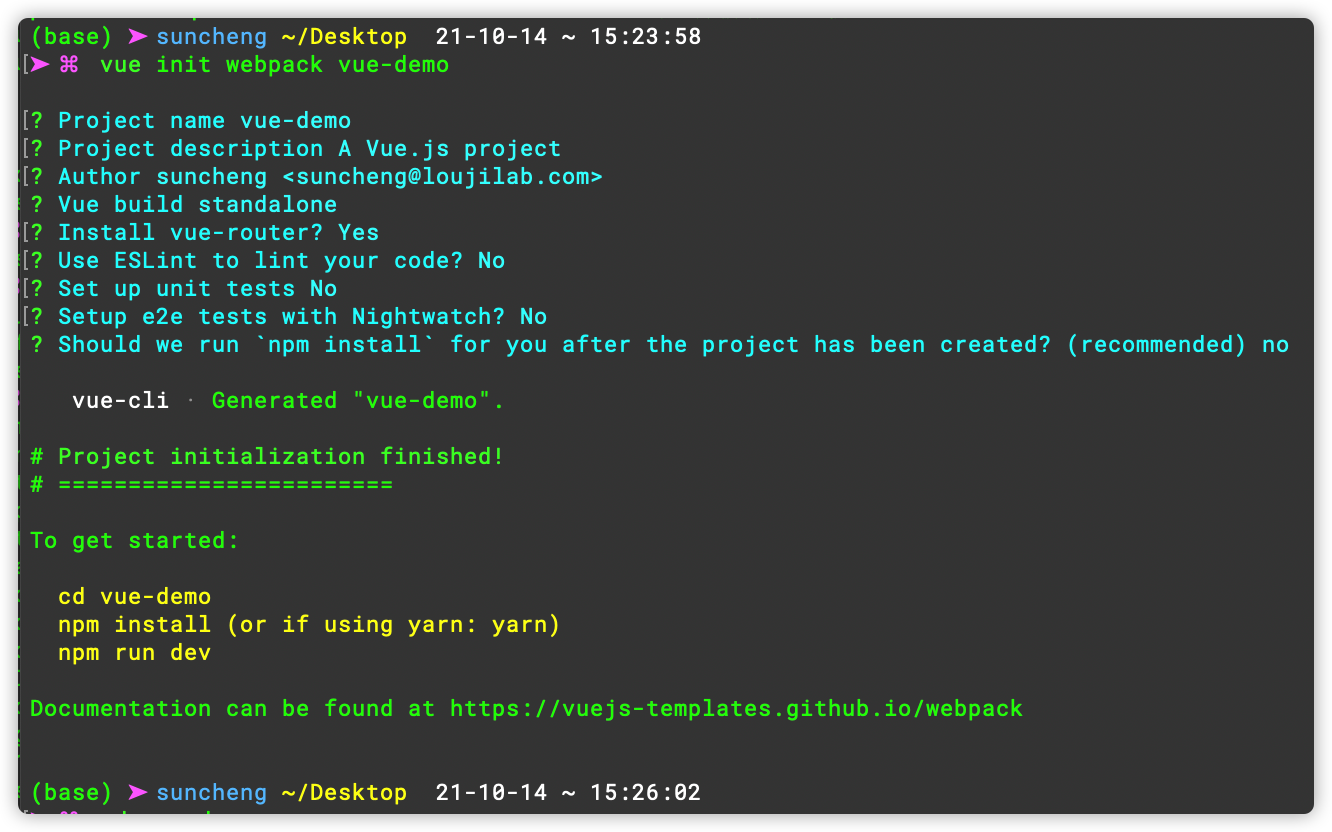 (base) ➤ suncheng ~/Desktop 21-10-14 ~ 15:23:58
[➤ ⌘ vue init webpack vue-demo
[? Project name vue-demo
[? Project description A Vue.js project
[? Author suncheng <suncheng@loujilab.com>
? Vue build standalone
[? Install vue-router? Yes
[? Use ESLint to lint your code? No
[? Set up unit tests No
[? Setup e2e tests with Nightwatch? No
? Should we run `npm install` for you after the project has been created? (recommended) no
vue-cli · Generated "vue-demo".
# Project initialization finished!
# ========================
To get started:
cd vue-demo
npm install (or if using yarn: yarn)
npm run dev
Documentation can be found at https://vuejs-templates.github.io/webpack
(base) ➤ suncheng ~/Desktop 21-10-14 ~ 15:26:02